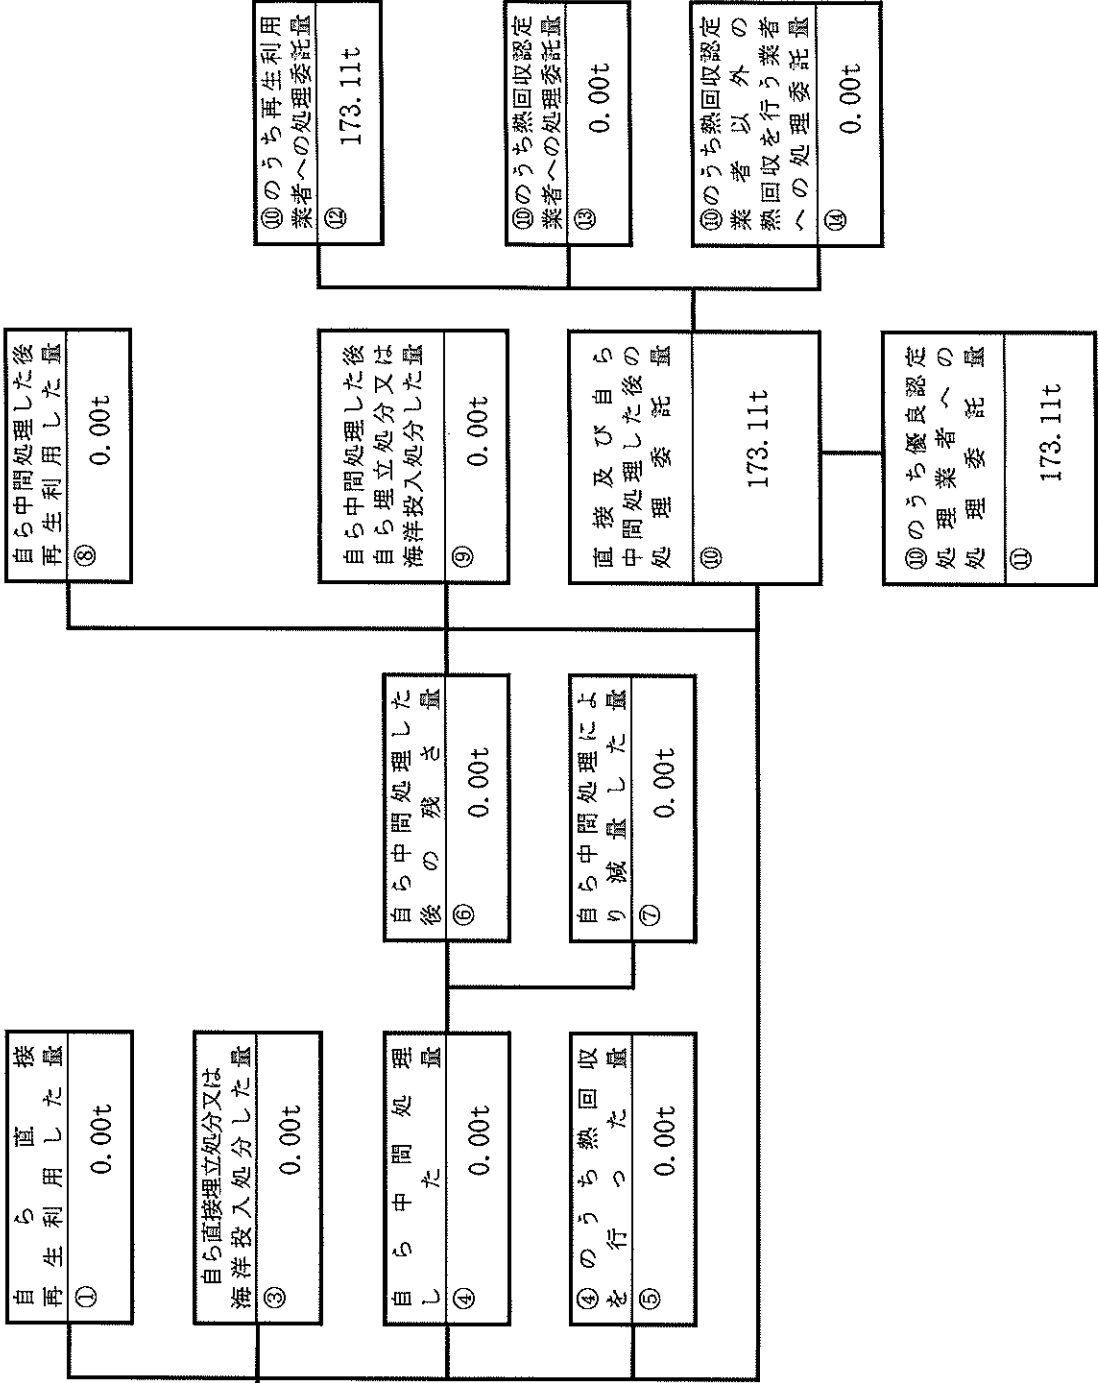 自ら直接
再生利用した量
①
0.00t
自ら直接埋立処分又は
海洋投入処分した量
③
0.00t
自ら中間処理
した量
④
0.00t
④のうち熱回収
を行った量
⑤
0.00t
自ら中間処理した
後の残さ量
⑥
0.00t
自ら中間処理によ
り減量した量
⑦
0.00t
自ら中間処理した後
再生利用した量
⑧
0.00t
自ら中間処理した後
自ら埋立処分又は
海洋投入処分した量
⑨
0.00t
直接及び自ら
中間処理した後の
処理委託量
⑩
173.11t
⑩のうち優良認定
処理業者への
処理委託量
⑪
173.11t
⑩のうち再生利用
業者への処理委託量
⑫
173.11t
⑩のうち熱回収認定
業者への処理委託量
⑬
0.00t
⑩のうち熱回収認定
業者以外の
熱回収を行う業者
への処理委託量
⑭
0.00t